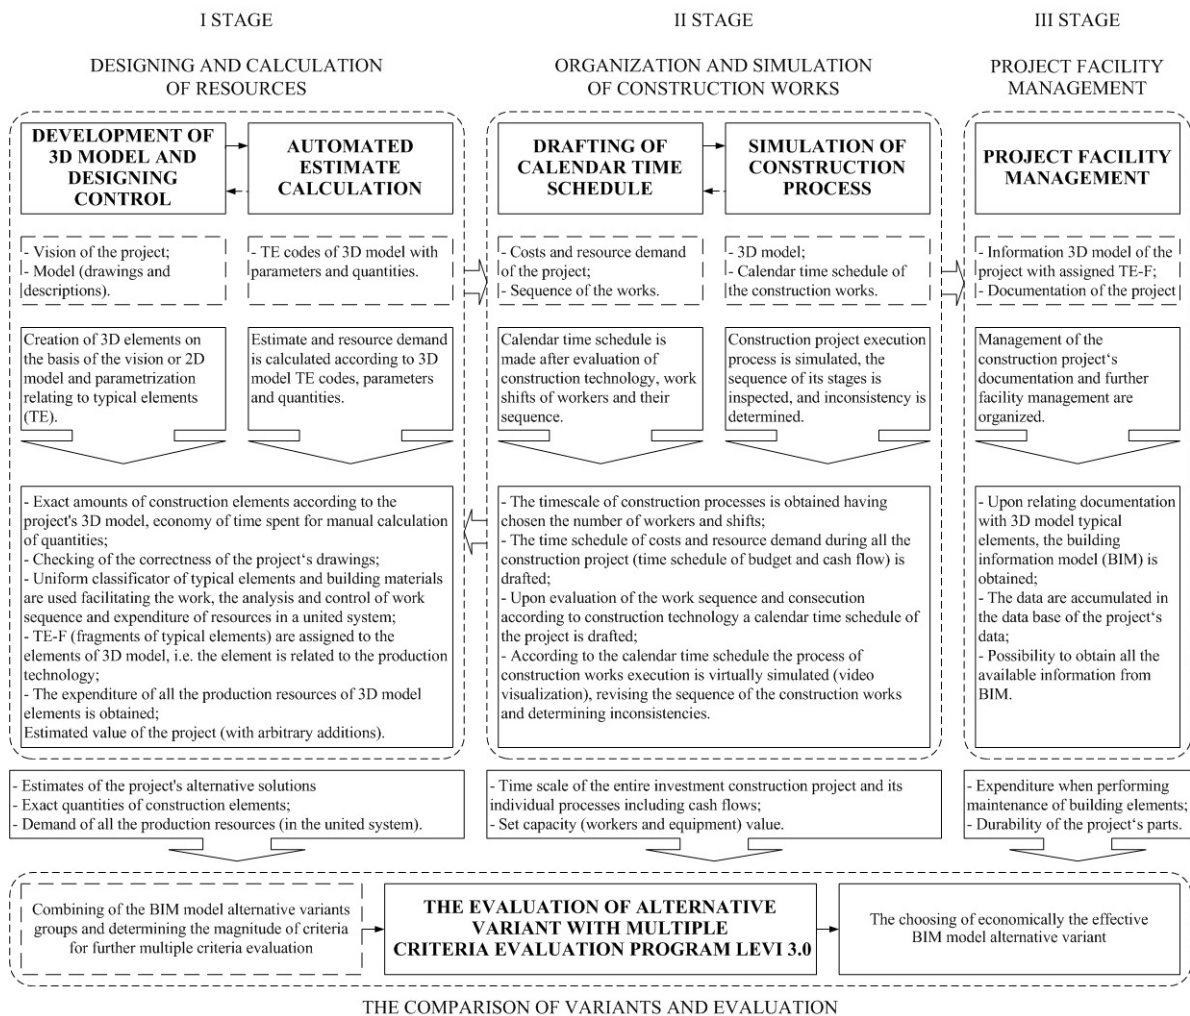 I STAGE
II STAGE
III STAGE
DESIGNING AND CALCULATION
OF RESOURCES
ORGANIZATION AND SIMULATION
OF CONSTRUCTION WORKS
PROJECT FACILITY
MANAGEMENT
DEVELOPMENT OF
3D MODEL AND
DESIGNING
CONTROL
AUTOMATED
ESTIMATE
CALCULATION
DRAFTING OF
CALENDAR TIME
SCHEDULE
SIMULATION OF
CONSTRUCTION
PROCESS
PROJECT FACILITY
MANAGEMENT
- Vision of the project;
- Model (drawings and
descriptions).
- TE codes of 3D model with
parameters and quantities.
- Costs and resource demand
of the project;
- Sequence of the works.
- 3D model;
- Calendar time schedule of
the construction works.
- Information 3D model of the
project with assigned TE-F;
- Documentation of the project
Creation of 3D elements on
the basis of the vision or 2D
model and parametrization
relating to typical elements
(TE).
Estimate and resource demand
is calculated according to 3D
model TE codes, parameters
and quantities.
Calendar time schedule is
made after evaluation of
construction technology, work
shifts of workers and their
sequence.
Construction project execution
process is simulated, the
sequence of its stages is
inspected, and inconsistency is
determined.
Management of the
construction project‘s
documentation and further
facility management are
organized.
- Exact amounts of construction elements according to the
project's 3D model, economy of time spent for manual calculation
of quantities;
- Checking of the correctness of the project‘s drawings;
- Uniform classificator of typical elements and building materials
are used facilitating the work, the analysis and control of work
sequence and expenditure of resources in a united system;
- TE-F (fragments of typical elements) are assigned to the
elements of 3D model, i.e. the element is related to the production
technology;
- The expenditure of all the production resources of 3D model
elements is obtained;
Estimated value of the project (with arbitrary additions).
- The timescale of construction processes is obtained having
chosen the number of workers and shifts;
- The time schedule of costs and resource demand during all the
construction project (time schedule of budget and cash flow) is
drafted;
- Upon evaluation of the work sequence and consecution
according to construction technology a calendar time schedule of
the project is drafted;
- According to the calendar time schedule the process of
construction works execution is virtually simulated (video
visualization), revising the sequence of the construction works
and determining inconsistencies.
- Upon relating documentation
with 3D model typical
elements, the building
information model (BIM) is
obtained;
- The data are accumulated in
the data base of the project‘s
data;
- Possibility to obtain all the
available information from
BIM.
- Estimates of the project's alternative solutions
- Exact quantities of construction elements;
- Demand of all the production resources (in the united system).
- Time scale of the entire investment construction project and its
individual processes including cash flows;
- Set capacity (workers and equipment) value.
- Expenditure when performing
maintenance of building elements;
- Durability of the project‘s parts.
Combining of the BIM model alternative variants
groups and determining the magnitude of criteria
for further multiple criteria evaluation
THE EVALUATION OF ALTERNATIVE
VARIANT WITH MULTIPLE
CRITERIA EVALUATION PROGRAM LEVI 3.0
The choosing of economically the effective
BIM model alternative variant
THE COMPARISON OF VARIANTS AND EVALUATION